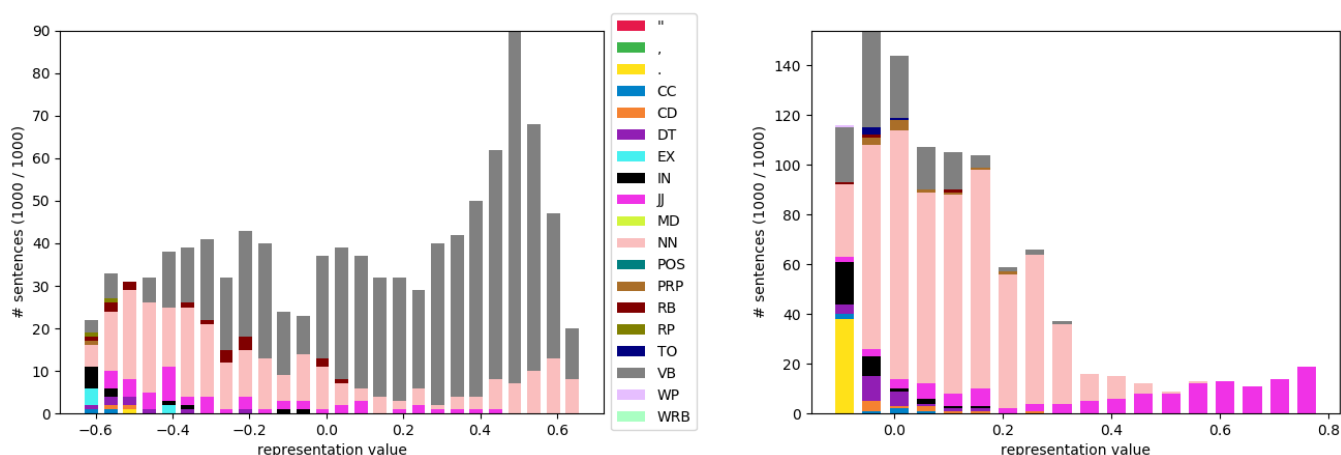 90
80
70
60
50
40
30
20
10
0
# sentences (1000 / 1000)
−0.6 −0.4 −0.2 0.0 0.2 0.4 0.6
representation value
"
,
.
CC
CD
DT
EX
IN
JJ
MD
NN
POS
PRP
RB
RP
TO
VB
WP
WRB
140
120
100
80
60
40
20
0
# sentences (1000 / 1000)
0.0 0.2 0.4 0.6 0.8
representation value